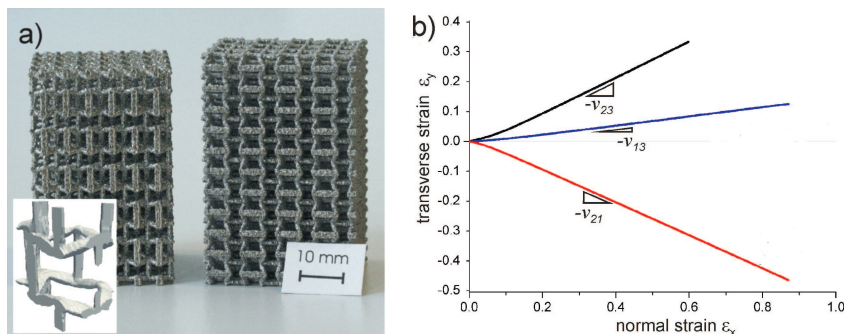 a)
10 mm
b)
transverse strain εy
0.4
0.3
0.2
0.1
0.0
-0.1
-0.2
-0.3
-0.4
-0.5
-ν23
-ν13
-ν21
0.0
0.2
0.4
0.6
0.8
1.0
normal strain εx